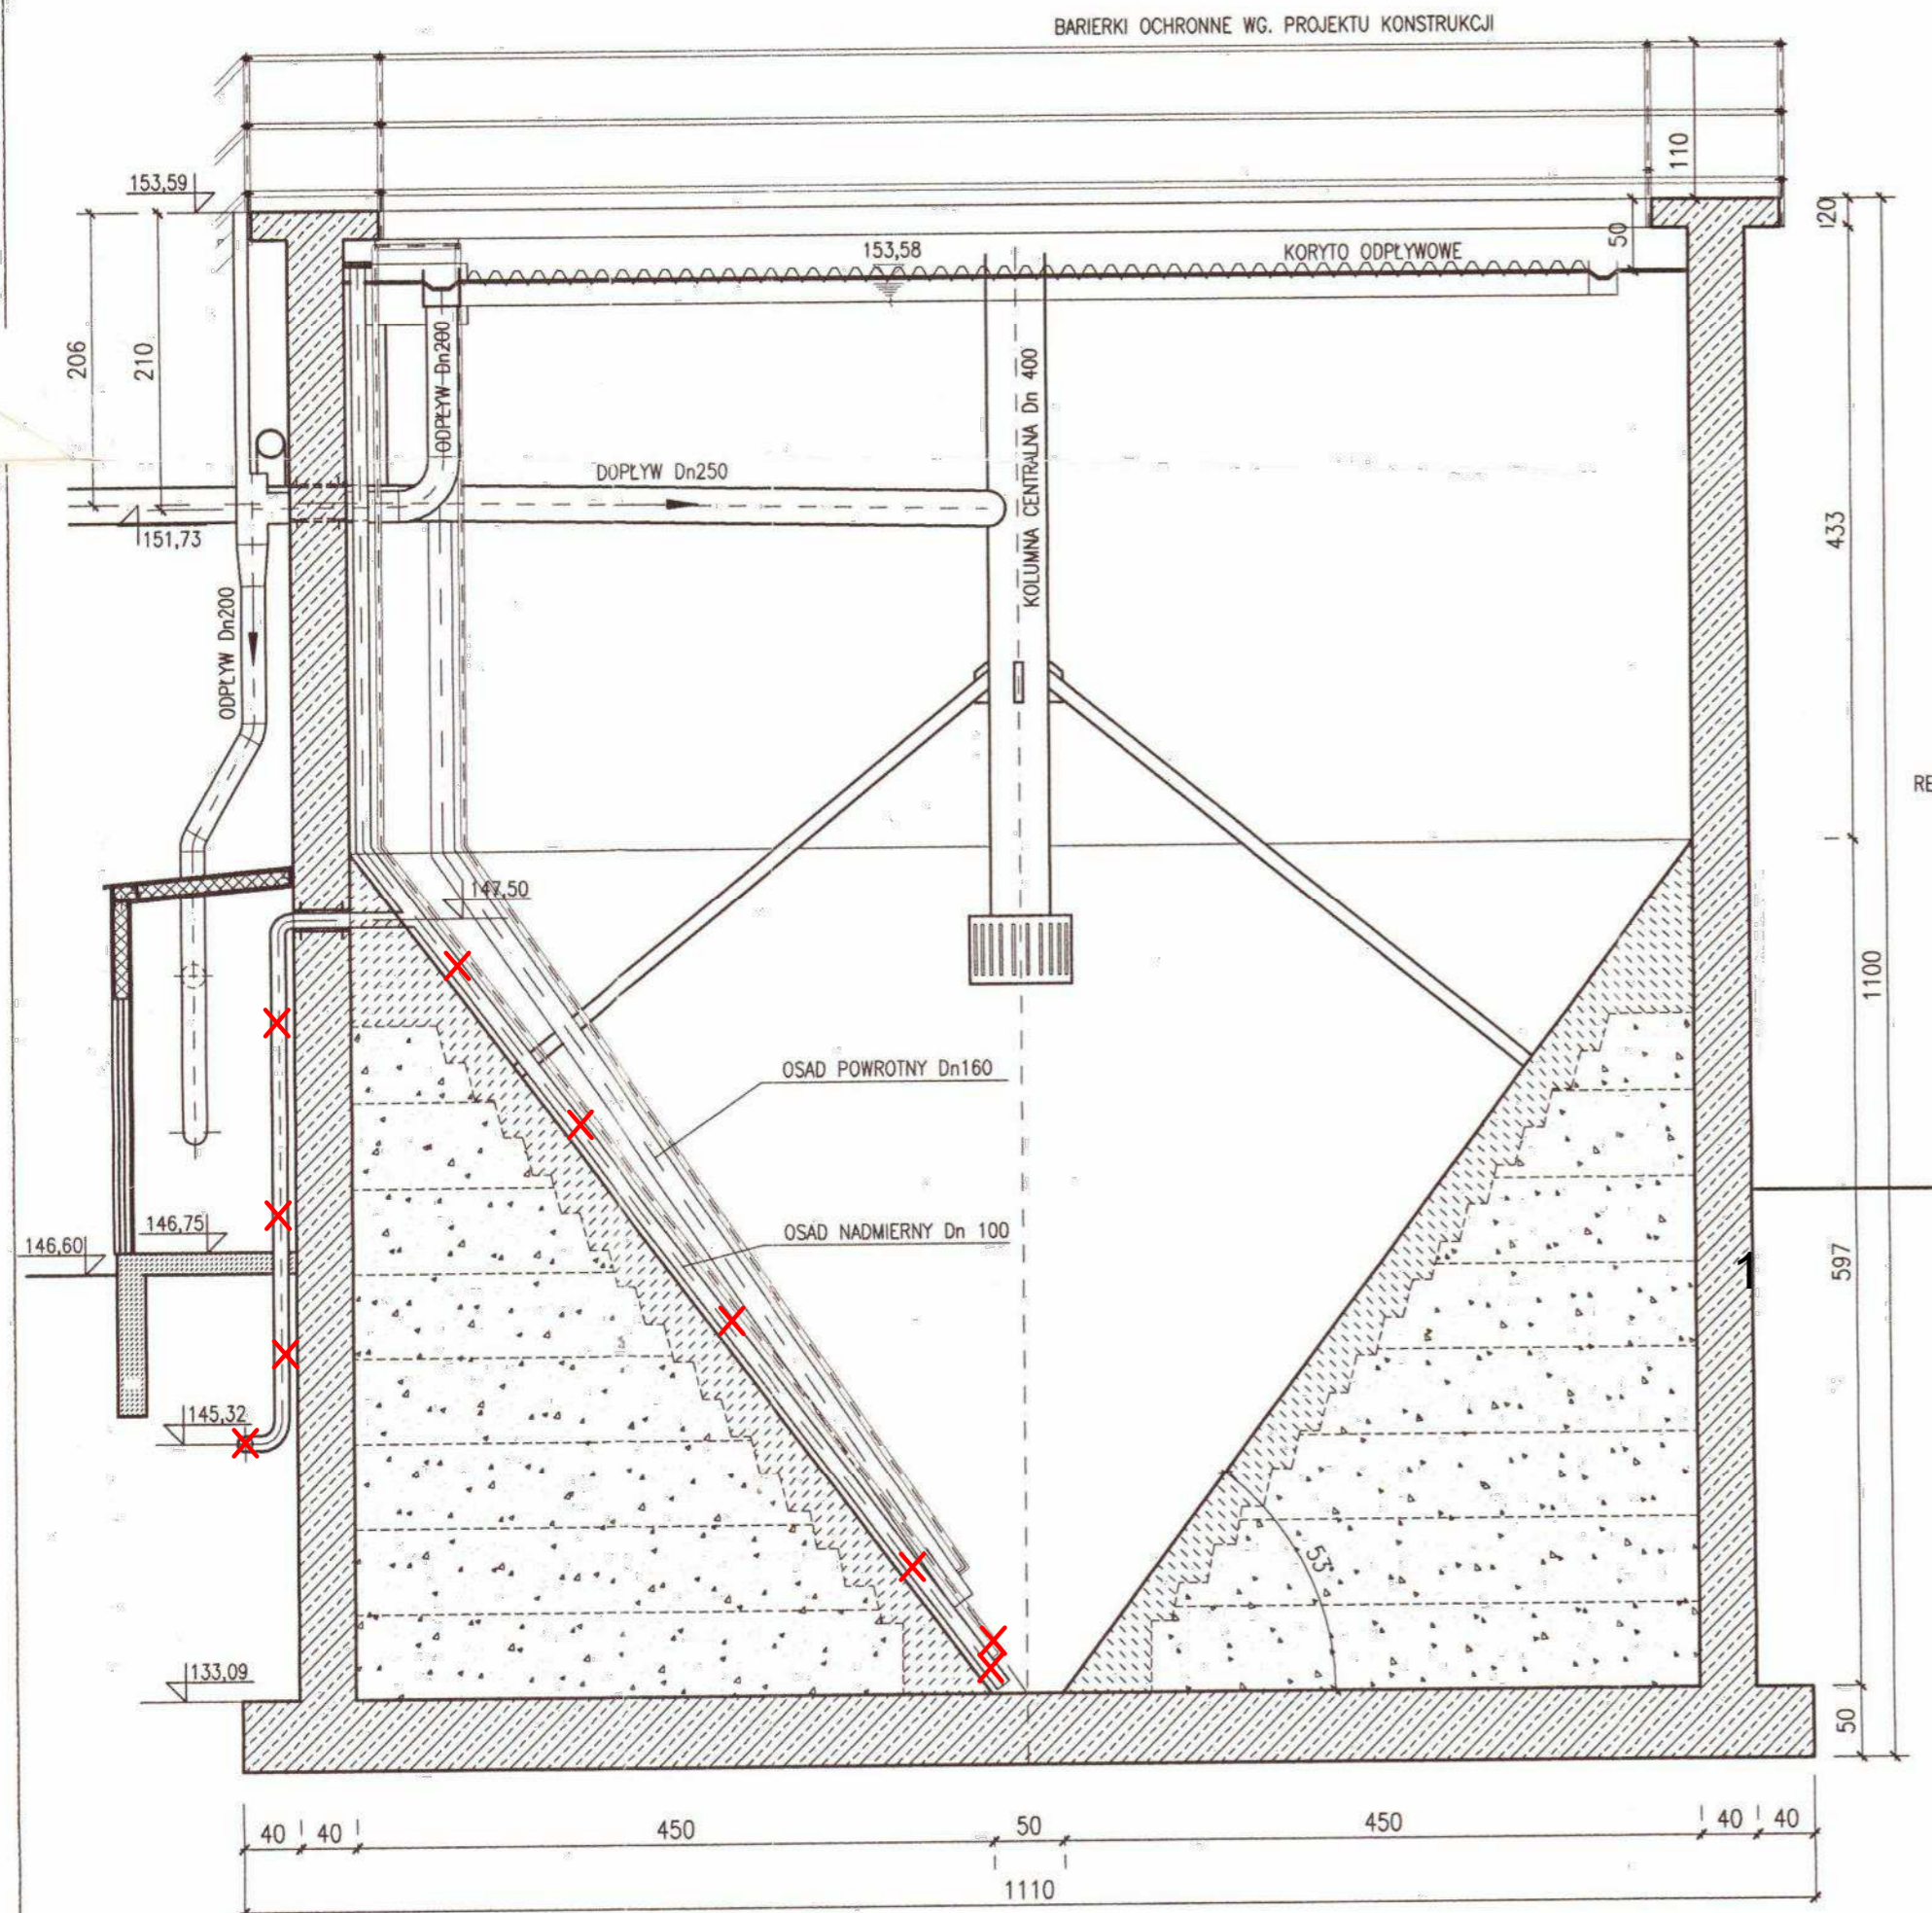 BARIERKI OCHRONNE WG. PROJEKTU KONSTRUKCJI
110
153,59
120
50
153,58
KORYTO ODPŁYWOWE
206
210
ODPŁYW Dn200
KOLUMNA CENTRALNA Dn 400
DOPŁYW Dn250
151,73
433
ODPŁYW Dn200
RE
147,50
1100
OSAD POWROTNY Dn160
146,75
OSAD NADMIERNY Dn 100
146,60
1
597
145,32
53°
133,09
50
40 40 450 50 450 40 40
1110